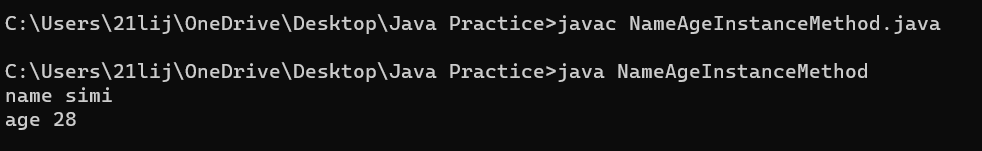 C:\Users\21lij\OneDrive\Desktop\Java Practice>javac NameAgeInstanceMethod.java
C:\Users\21lij\OneDrive\Desktop\Java Practice>java NameAgeInstanceMethod
name simi
age 28